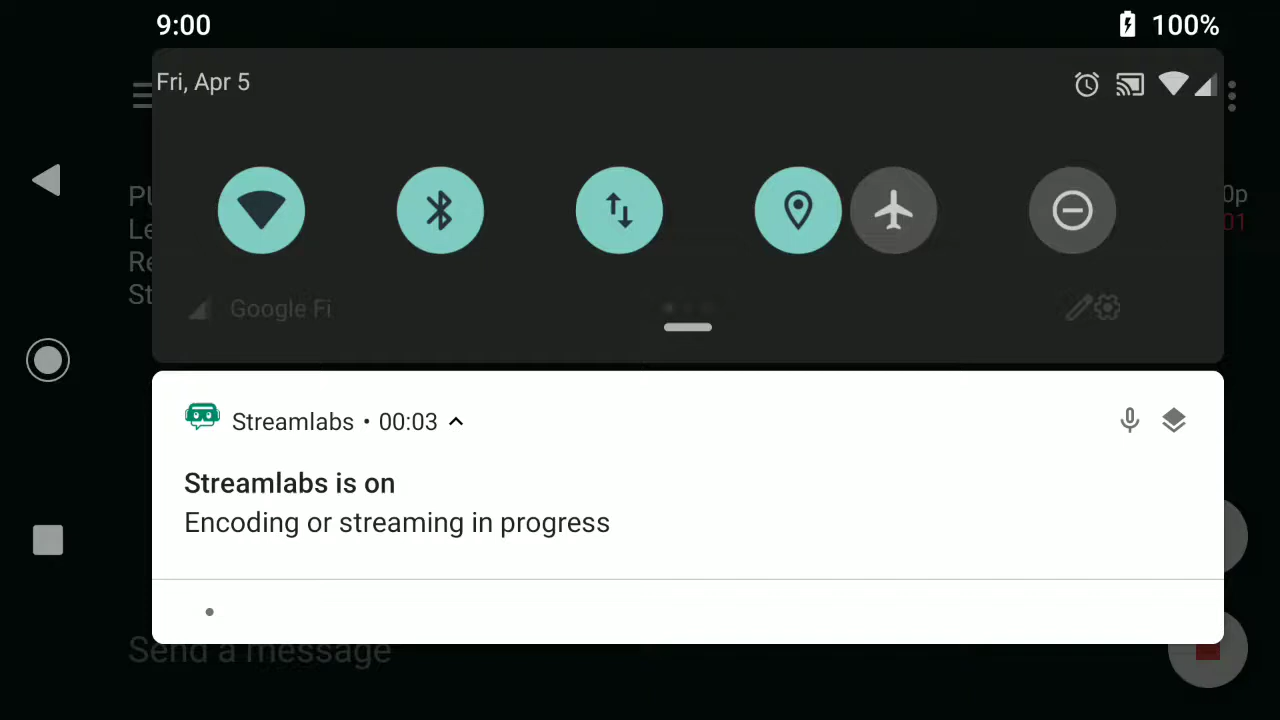 9:00
100%
Fri, Apr 5
Google Fi
Streamlabs • 00:03
Streamlabs is on
Encoding or streaming in progress
Send a message